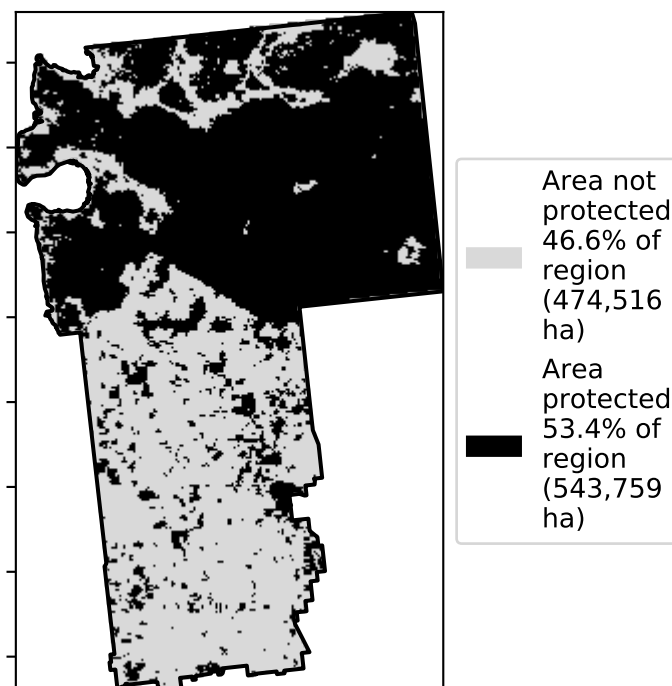 Area not
protected
46.6% of
region
(474,516
ha)
Area
protected
53.4% of
region
(543,759
ha)